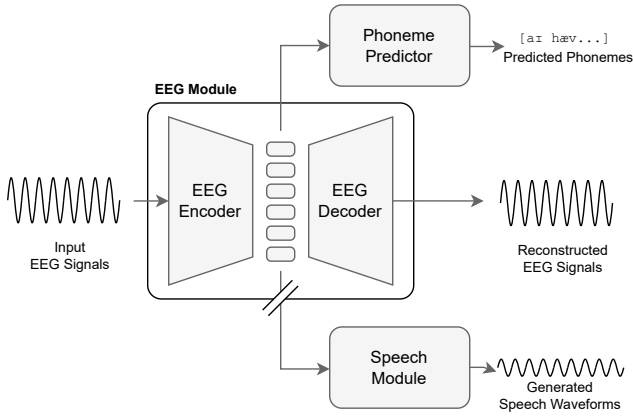 Phoneme
Predictor
[aɪ hæv...]
Predicted Phonemes
EEG Module
EEG
Encoder
EEG
Decoder
Input
EEG Signals
Reconstructed
EEG Signals
Speech
Module
Generated
Speech Waveforms